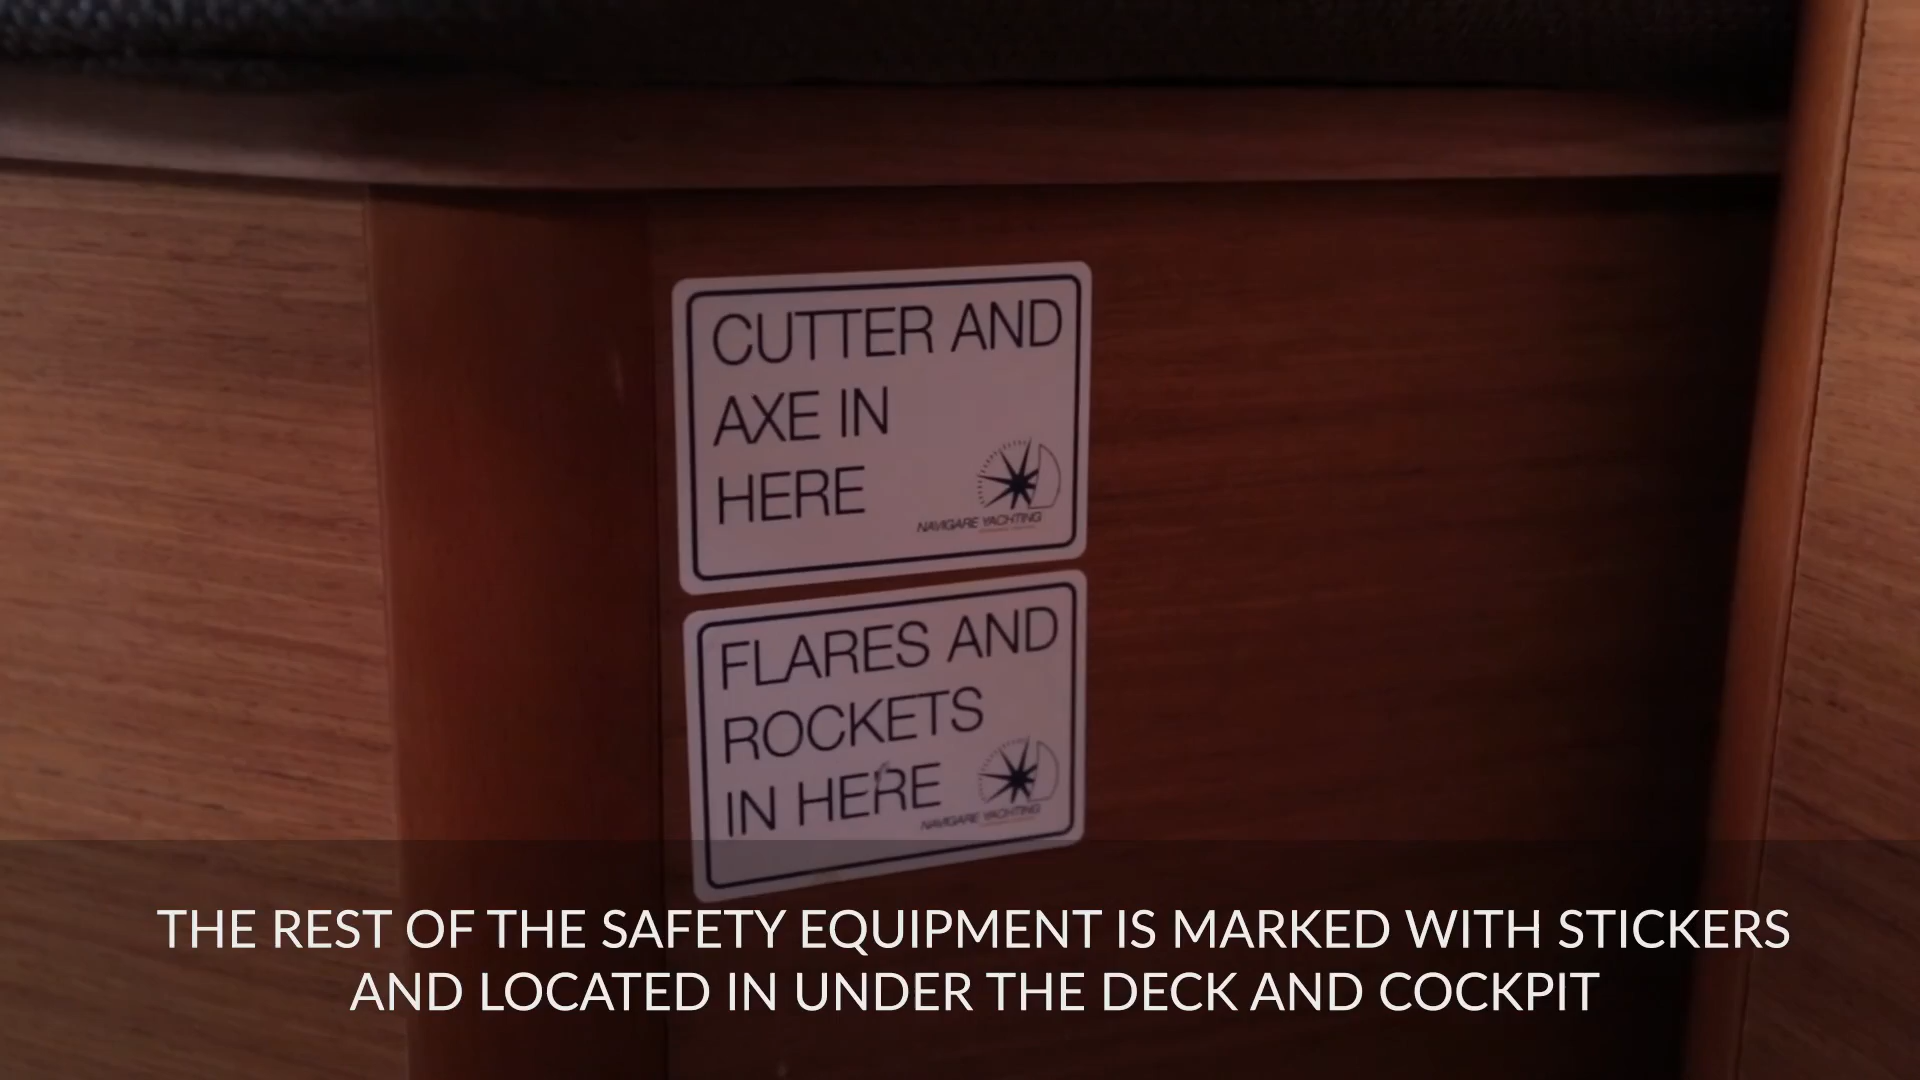 CUTTER AND
AXE IN
HERE
NAVIGARE YACHTING
FLARES AND
ROCKETS
IN HERE
NAVIGARE YACHTING
THE REST OF THE SAFETY EQUIPMENT IS MARKED WITH STICKERS
AND LOCATED IN UNDER THE DECK AND COCKPIT